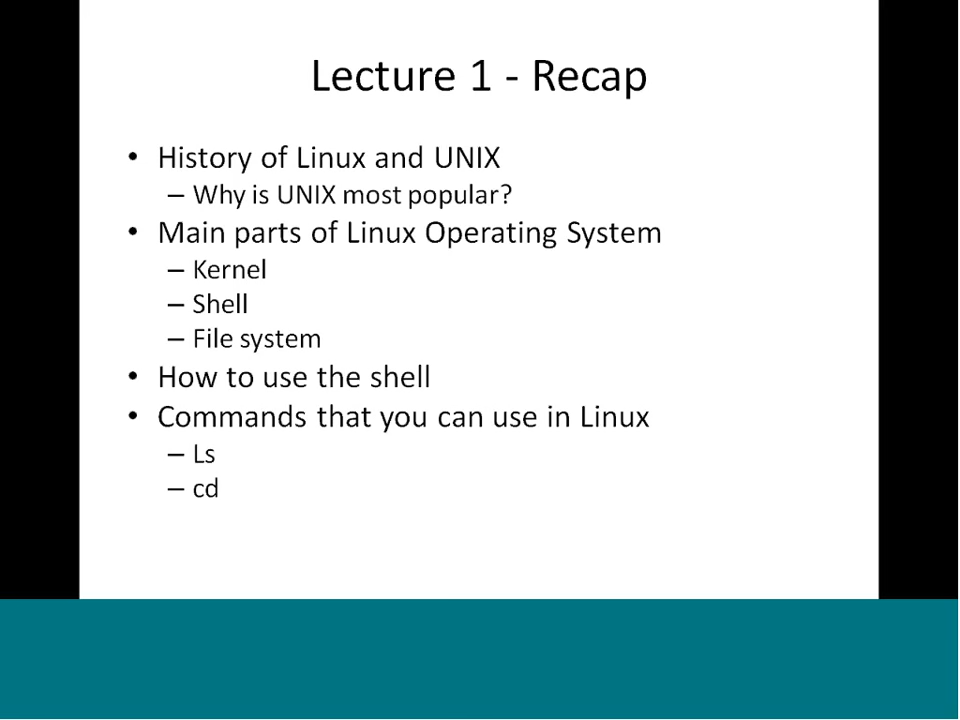 Lecture 1 - Recap
• History of Linux and UNIX
– Why is UNIX most popular?
• Main parts of Linux Operating System
– Kernel
– Shell
– File system
• How to use the shell
• Commands that you can use in Linux
– Ls
– cd